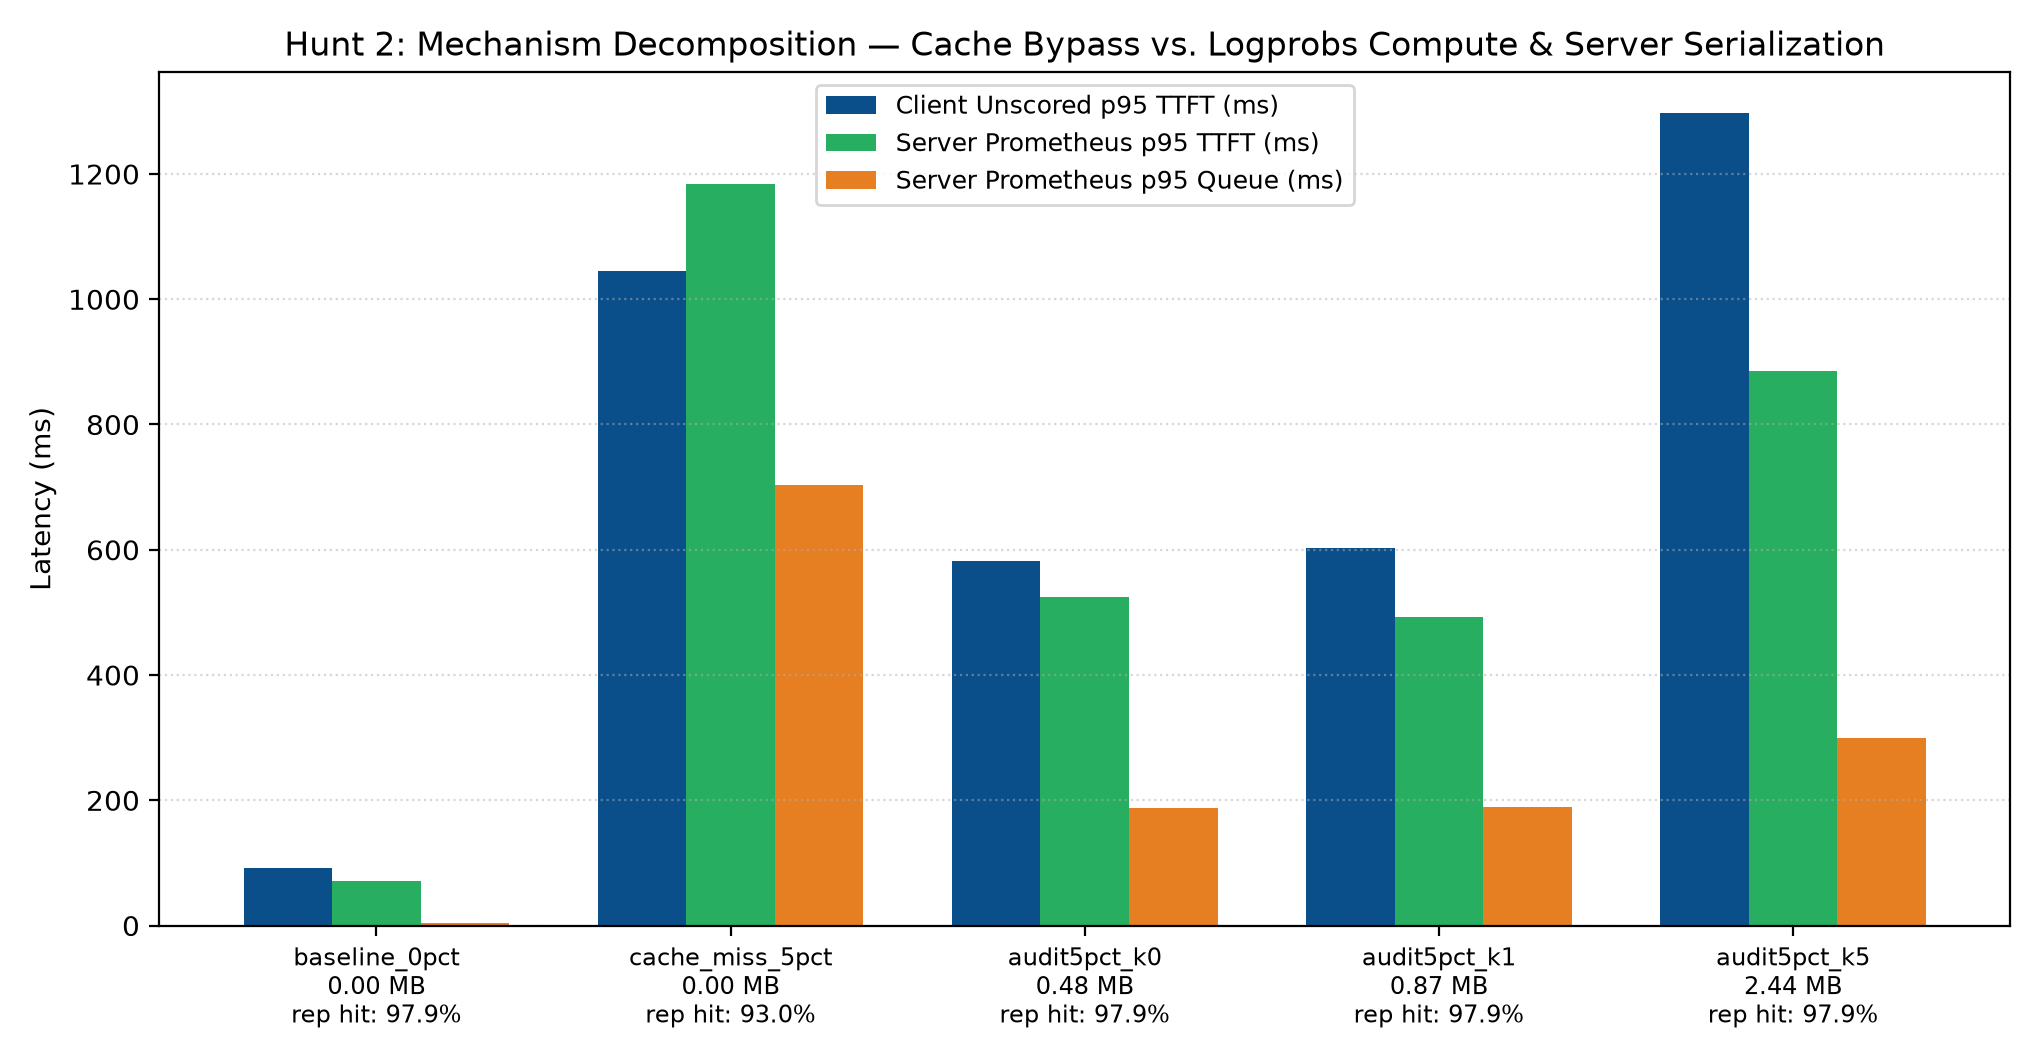 Hunt 2: Mechanism Decomposition — Cache Bypass vs. Logprobs Compute & Server Serialization
Client Unscored p95 TTFT (ms)
Server Prometheus p95 TTFT (ms)
Server Prometheus p95 Queue (ms)
Latency (ms)
1200
1000
800
600
400
200
0
baseline_0pct
0.00 MB
rep hit: 97.9%
cache_miss_5pct
0.00 MB
rep hit: 93.0%
audit5pct_k0
0.48 MB
rep hit: 97.9%
audit5pct_k1
0.87 MB
rep hit: 97.9%
audit5pct_k5
2.44 MB
rep hit: 97.9%